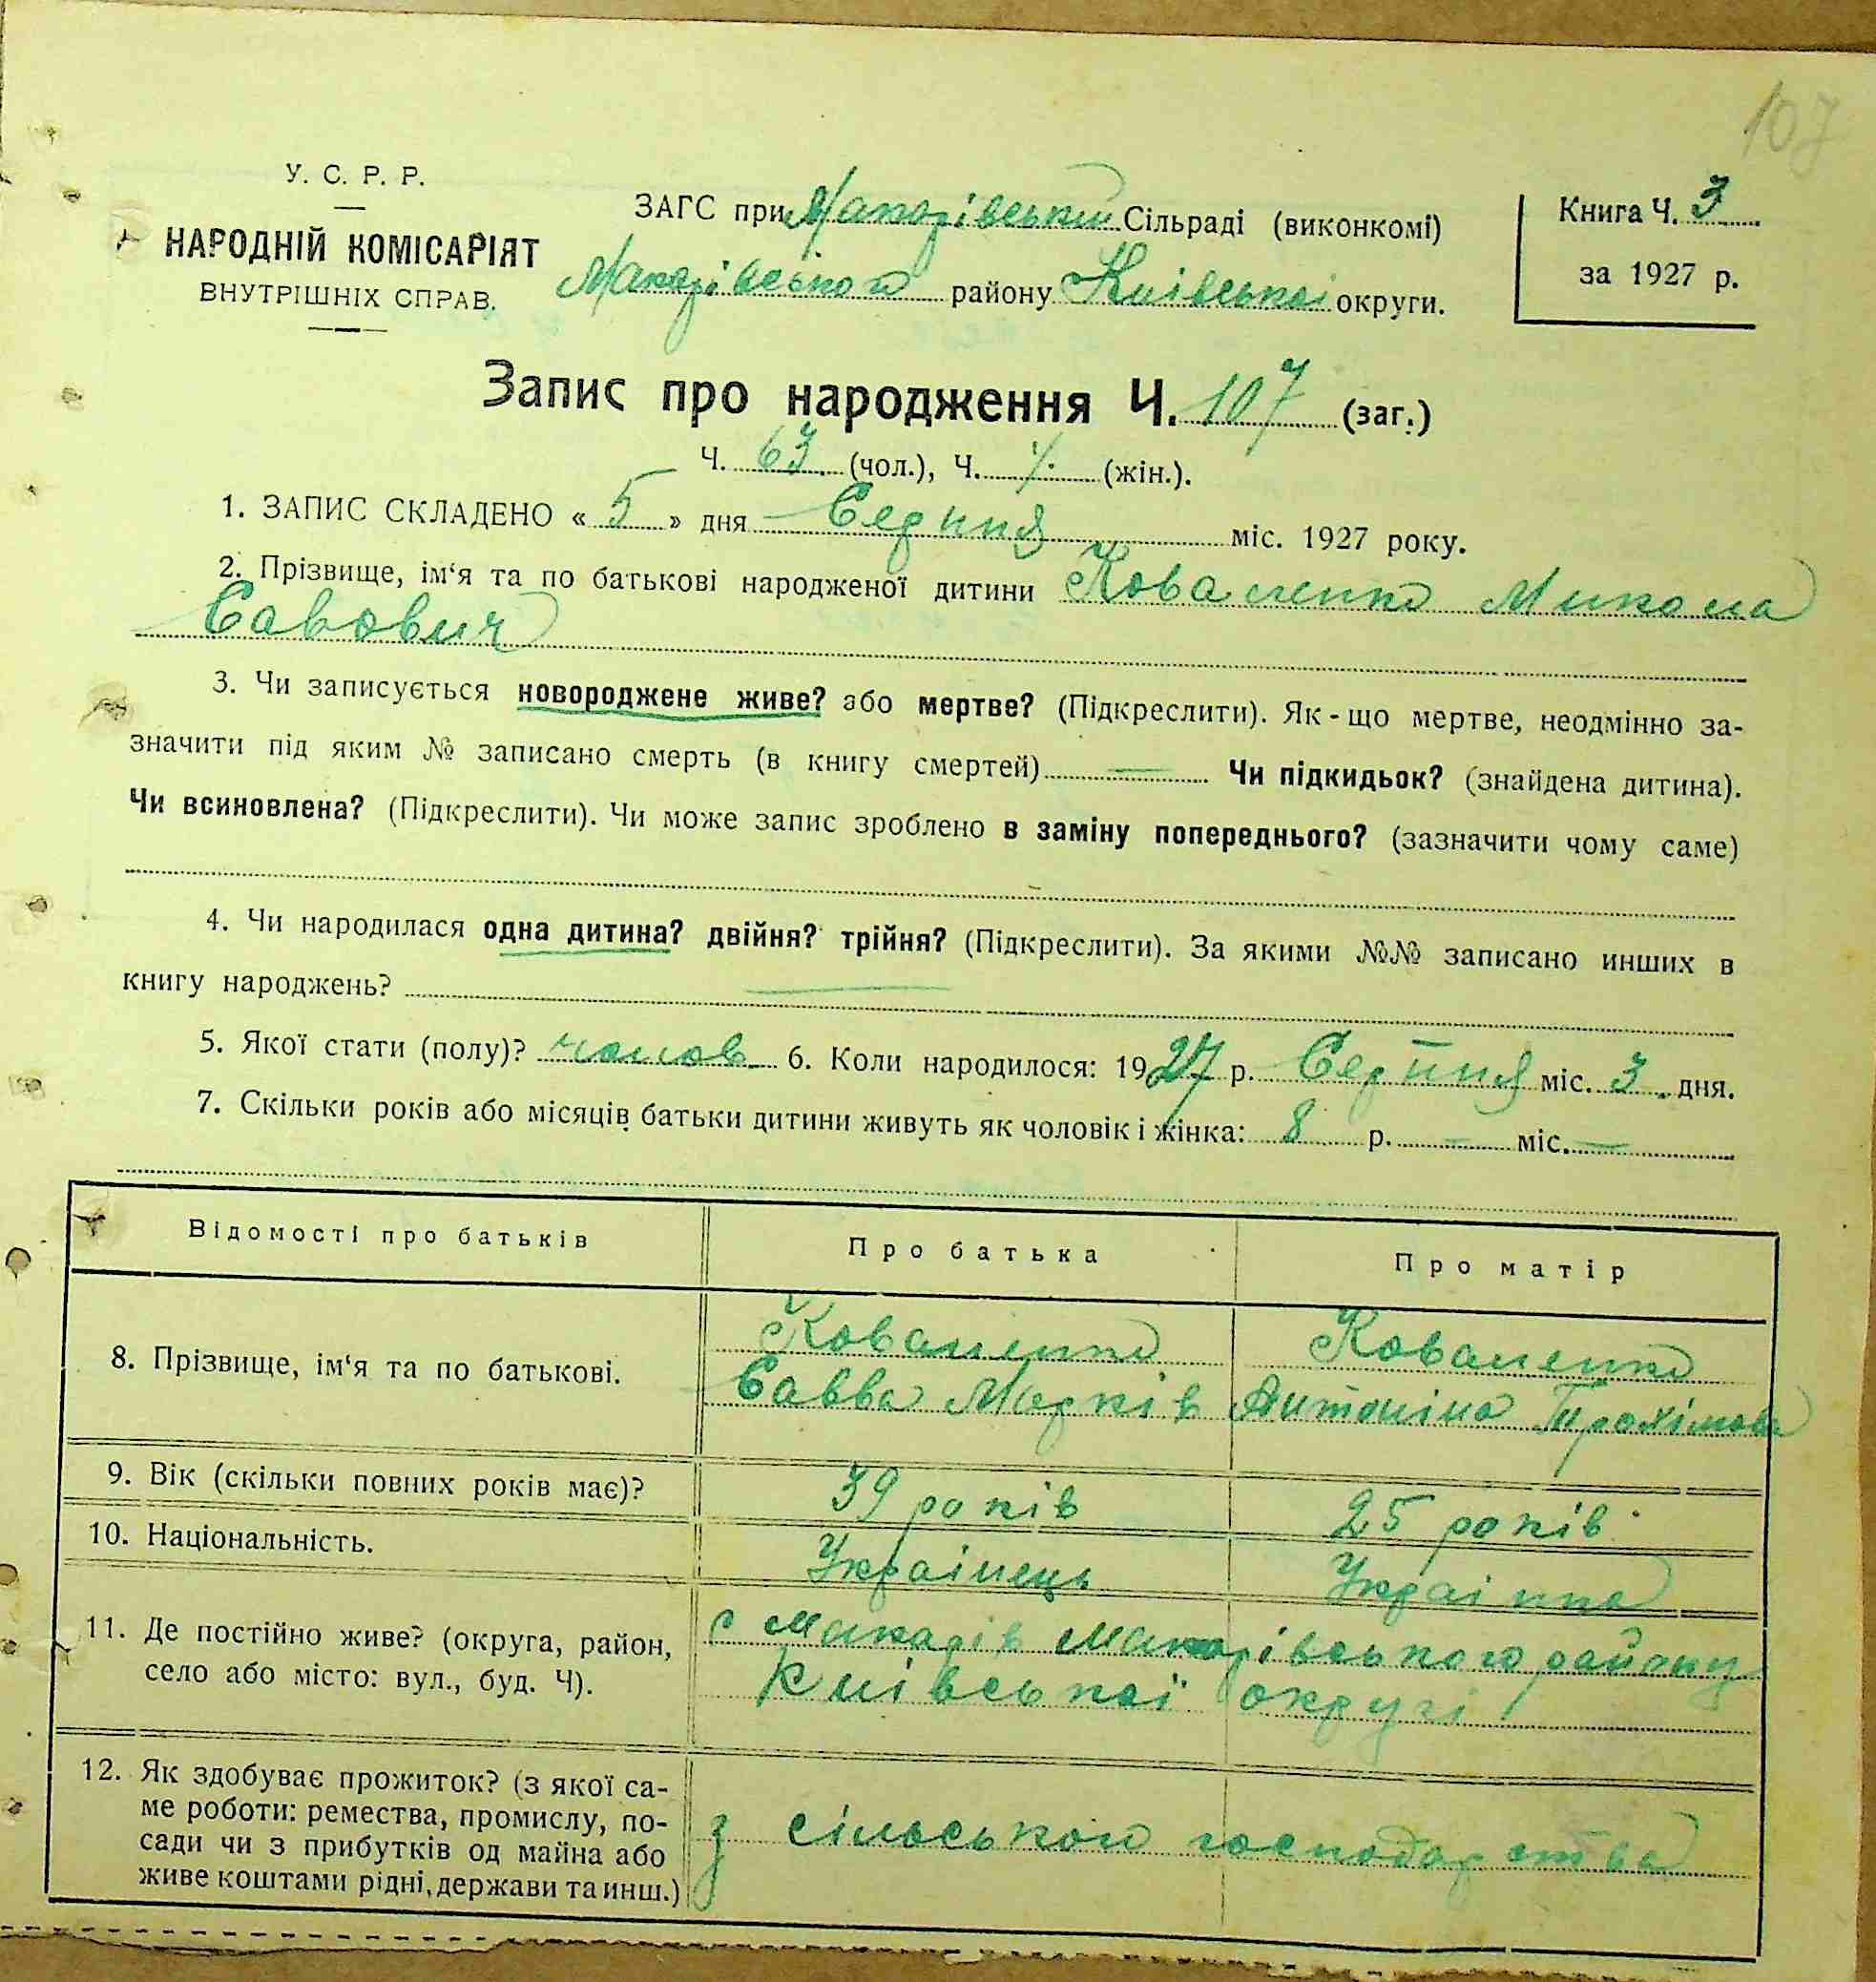 107
У. С. Р. Р.
НАРОДНІЙ КОМІСАРІЯТ
ВНУТРІШНІХ СПРАВ.
ЗАГС при Макарівській Сільраді (виконкомі)
Макарівського району Київської округи.
Книга Ч. 3
за 1927 р.
Запис про народження Ч. 107 (заг.)
Ч. 63 (чол.), Ч. % (жін.).
1. ЗАПИС СКЛАДЕНО « 5 » дня Серпня міс. 1927 року.
2. Прізвище, ім‘я та по батькові народженої дитини Коваленко Микола
Савович
3. Чи записується новороджене живе? або мертве? (Підкреслити). Як-що мертве, неодмінно за-
значити під яким № записано смерть (в книгу смертей) — Чи підкидьок? (знайдена дитина).
Чи всиновлена? (Підкреслити). Чи може запис зроблено в заміну попереднього? (зазначити чому саме)
4. Чи народилася одна дитина? двійня? трійня? (Підкреслити). За якими №№ записано инших в
книгу народжень? —
5. Якої стати (полу)? чолов. 6. Коли народилося: 1927 р. Серпня міс. 3 дня.
7. Скільки років або місяців батьки дитини живуть як чоловік і жінка: 8 р. — міс. —
Відомості про батьків Про батька Про матір
8. Прізвище, ім‘я та по батькові.
Коваленко
Савва Марків
Коваленко
Антоніна Трохімова
9. Вік (скільки повних років має)? 39 років 25 років
10. Національність. Українець Українка
11. Де постійно живе? (округа, район,
село або місто: вул., буд. Ч).
с Макарів Макарівського району
Київської округі
12. Як здобуває прожиток? (з якої са-
ме роботи: ремества, промислу, по-
сади чи з прибутків од майна або
живе коштами рідні, держави та инш.)
з сільського господарства